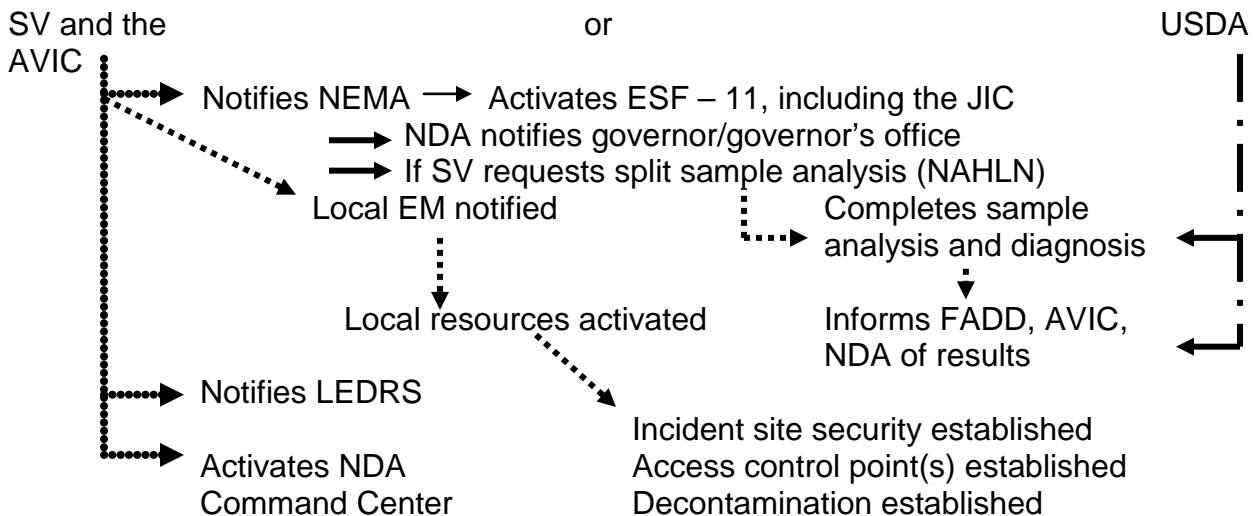 SV and the AVIC
or
USDA
Notifies NEMA
Activates ESF – 11, including the JIC
NDA notifies governor/governor's office
If SV requests split sample analysis (NAHLN)
Local EM notified
Completes sample
analysis and diagnosis
Local resources activated
Informs FADD, AVIC,
NDA of results
Notifies LEDRS
Incident site security established
Access control point(s) established
Decontamination established
Activates NDA
Command Center